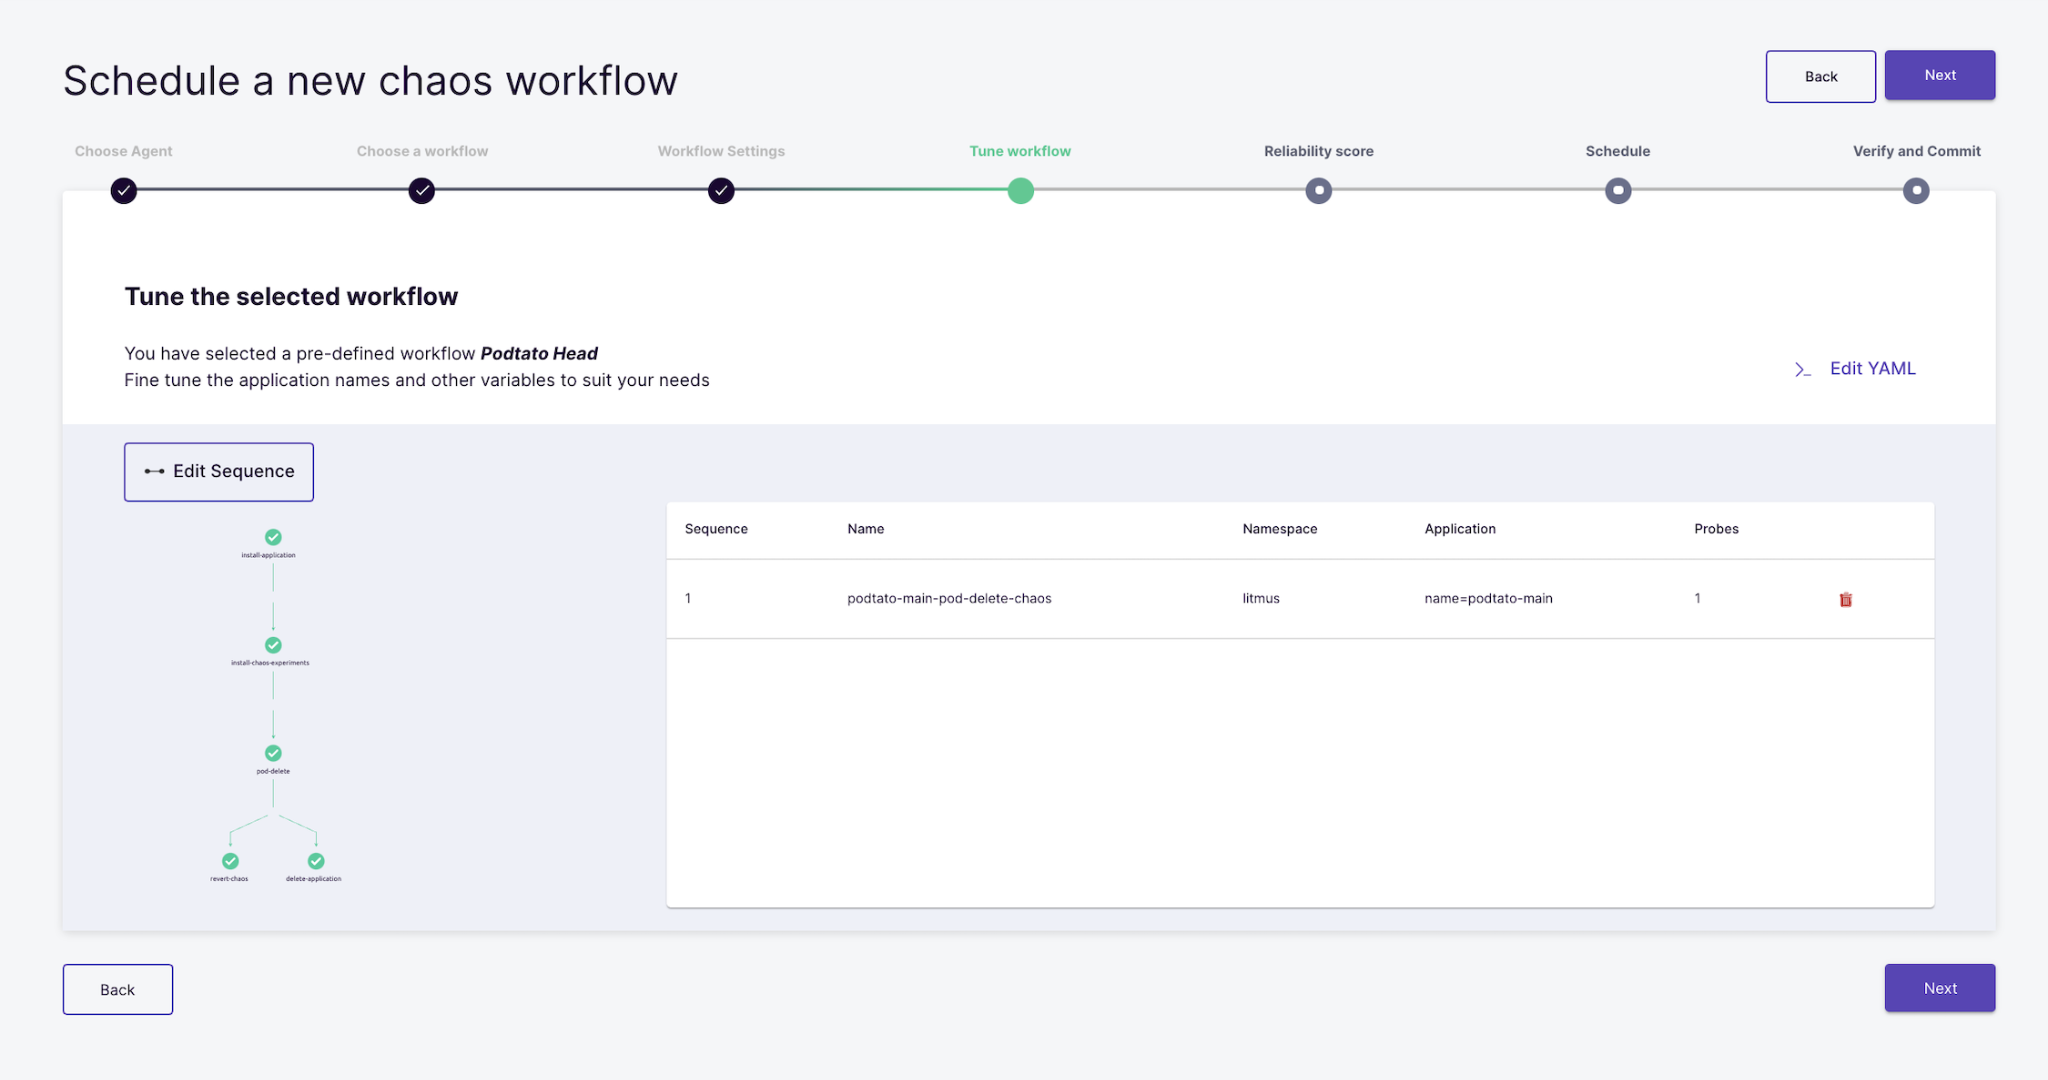 Schedule a new chaos workflow
Back
Next
Choose Agent
Choose a workflow
Workflow Settings
Tune workflow
Reliability score
Schedule
Verify and Commit
Tune the selected workflow
You have selected a pre-defined workflow Podtato Head
Fine tune the application names and other variables to suit your needs
Edit YAML
Edit Sequence
install-application
install-chaos-experiments
pod-delete
revert-chaos
delete-application
Sequence Name Namespace Application Probes
1 podtato-main-pod-delete-chaos litmus name=podtato-main 1
Back
Next